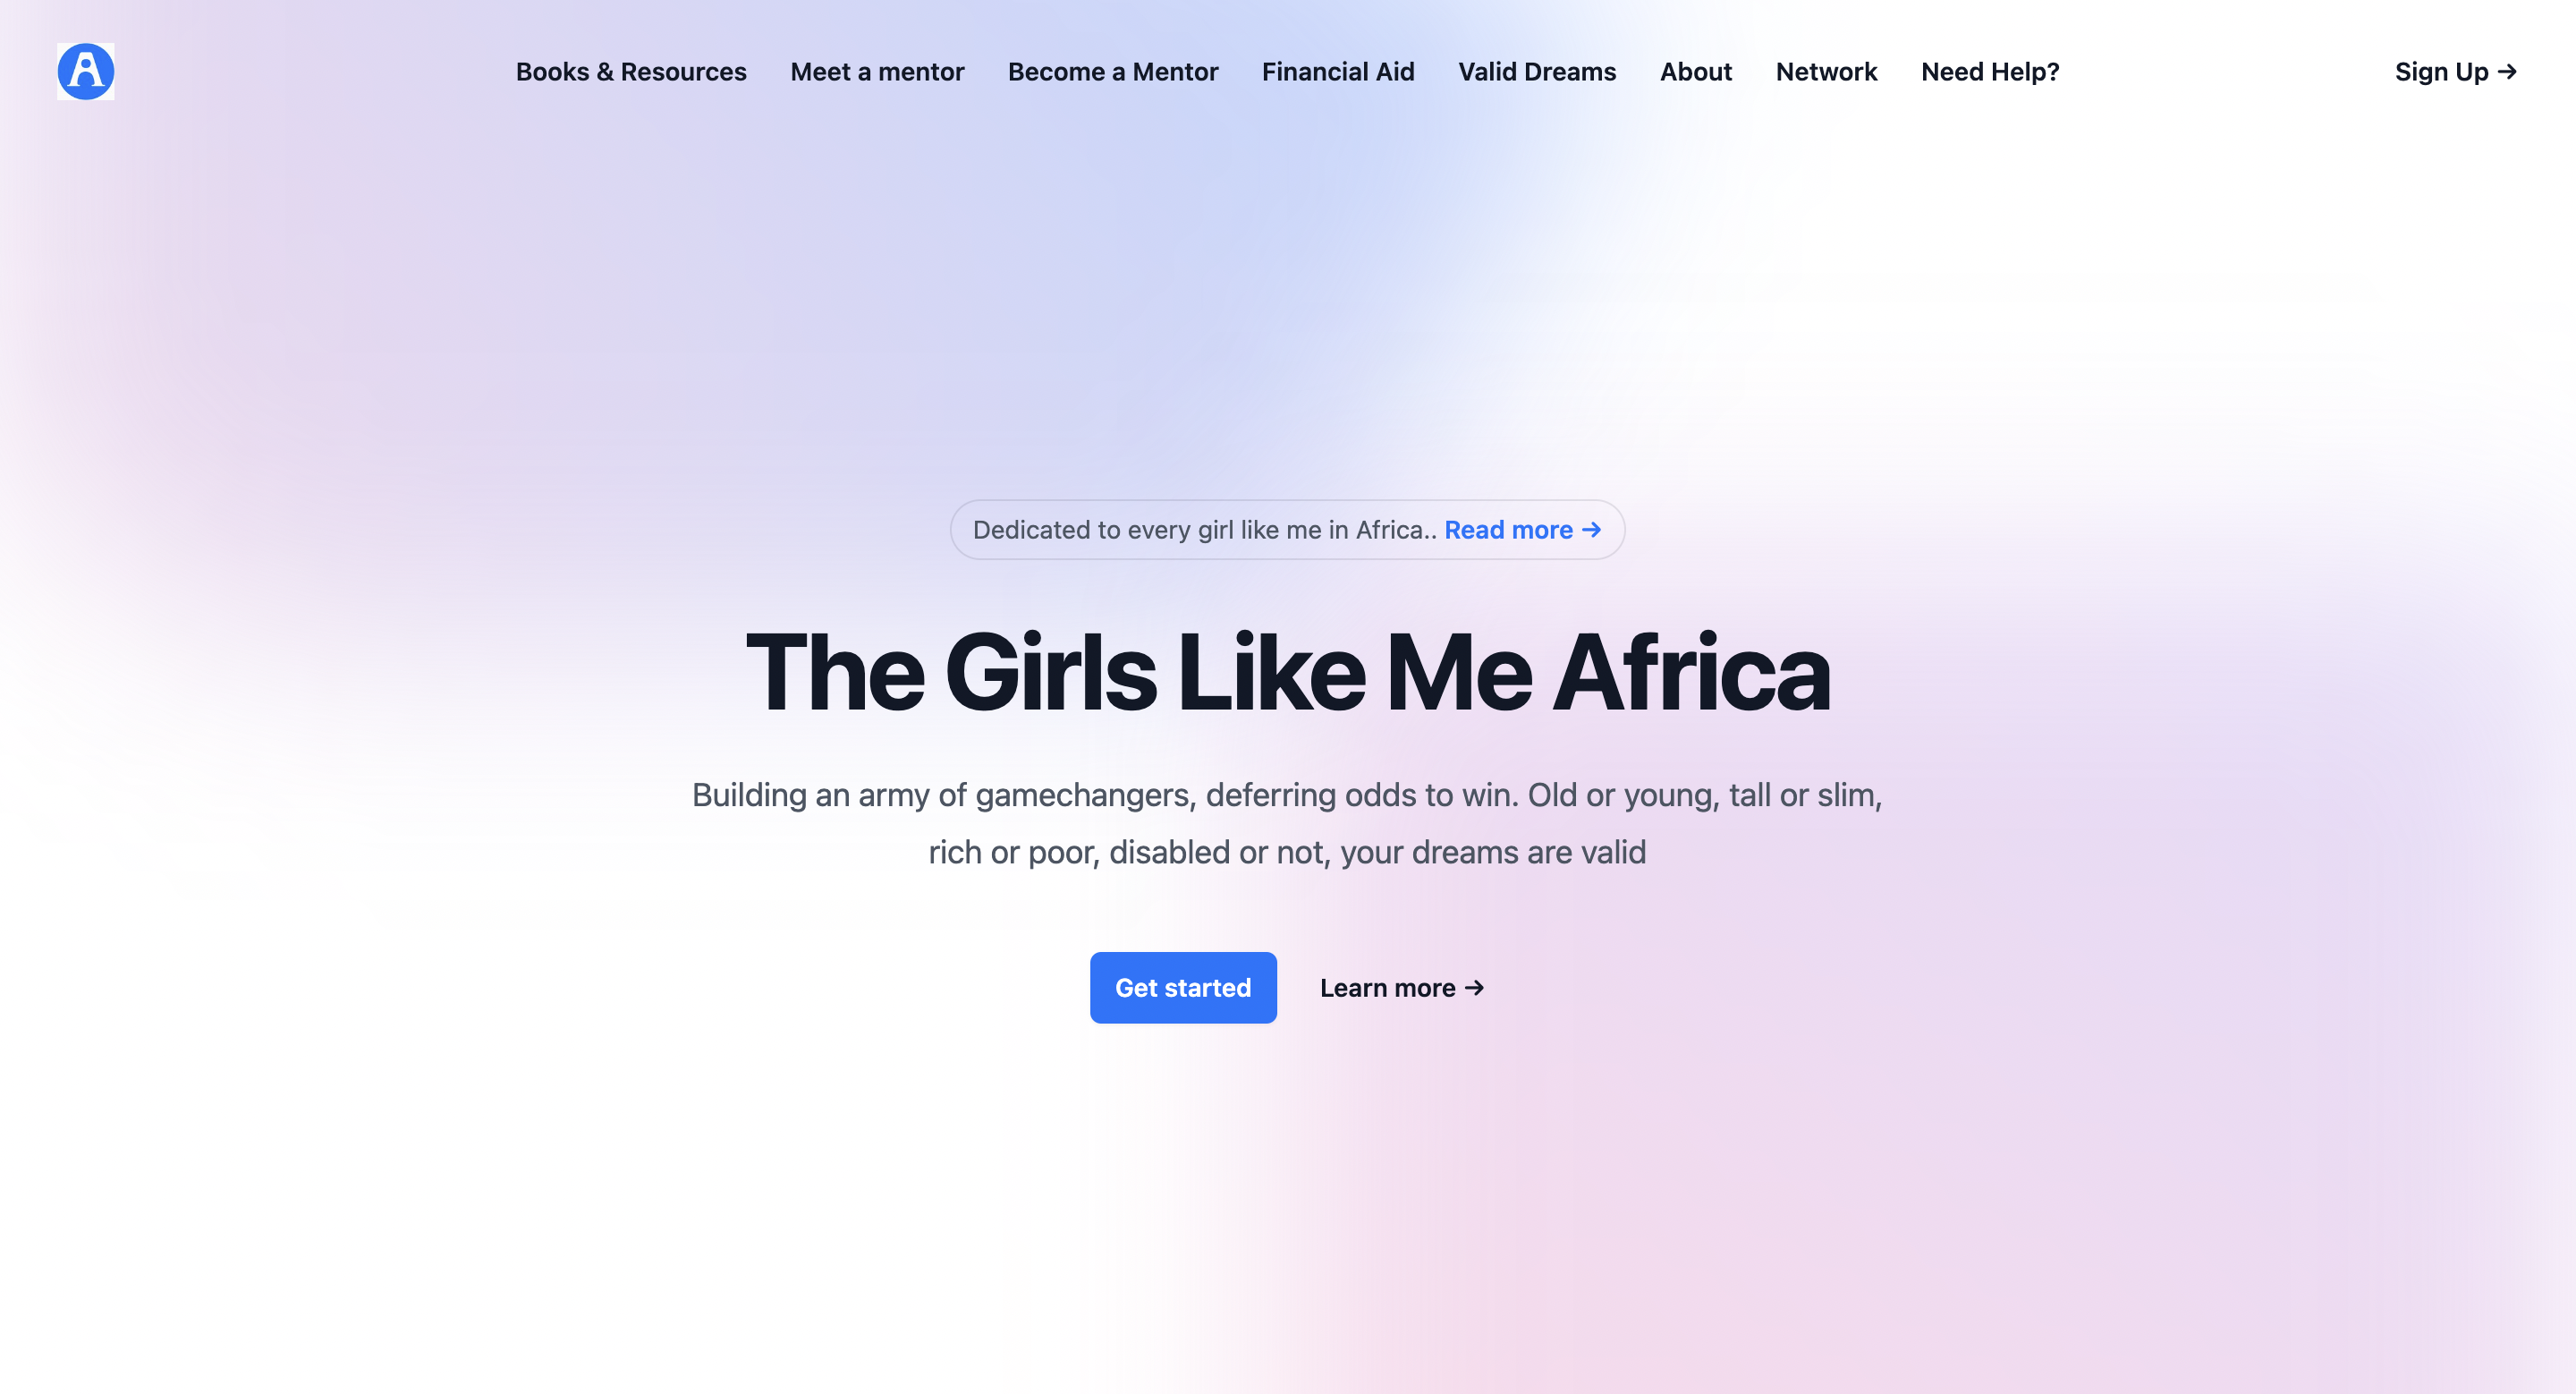 Books & Resources Meet a mentor Become a Mentor Financial Aid Valid Dreams About Network Need Help? Sign Up →
Dedicated to every girl like me in Africa.. Read more →
The Girls Like Me Africa
Building an army of gamechangers, deferring odds to win. Old or young, tall or slim,
rich or poor, disabled or not, your dreams are valid
Get started Learn more →